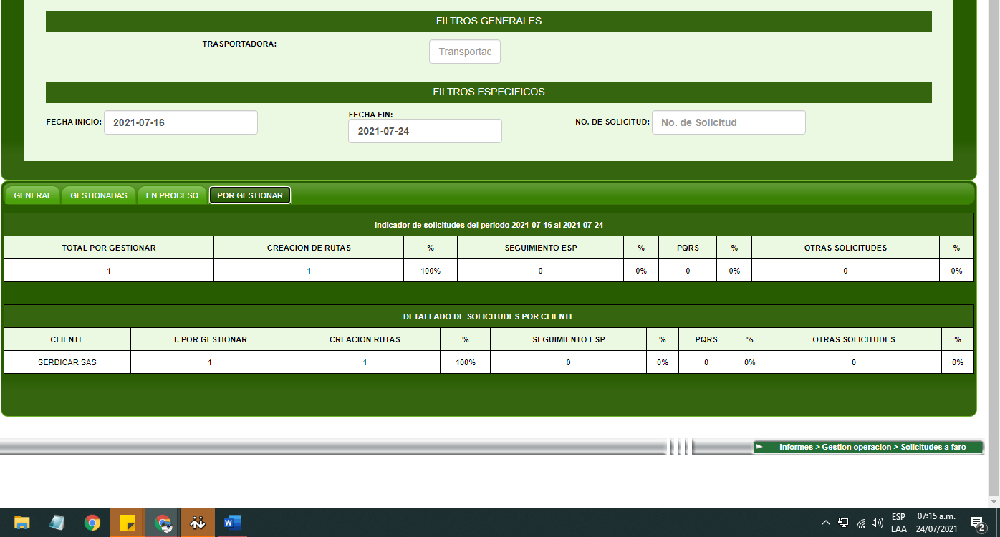 FILTROS GENERALES
TRASPORTADORA: Transportad
FILTROS ESPECIFICOS
FECHA INICIO: 2021-07-16 FECHA FIN: 2021-07-24 NO. DE SOLICITUD: No. de Solicitud
GENERAL GESTIONADAS EN PROCESO POR GESTIONAR
Indicador de solicitudes del periodo 2021-07-16 al 2021-07-24
TOTAL POR GESTIONAR CREACION DE RUTAS % SEGUIMIENTO ESP % PQRS % OTRAS SOLICITUDES %
1 1 100% 0 0% 0 0% 0 0%
DETALLADO DE SOLICITUDES POR CLIENTE
CLIENTE T. POR GESTIONAR CREACION RUTAS % SEGUIMIENTO ESP % PQRS % OTRAS SOLICITUDES %
SERDICAR SAS 1 1 100% 0 0% 0 0% 0 0%
Informes > Gestion operacion > Solicitudes a faro
ESP 07:15 a.m.
LAA 24/07/2021 2